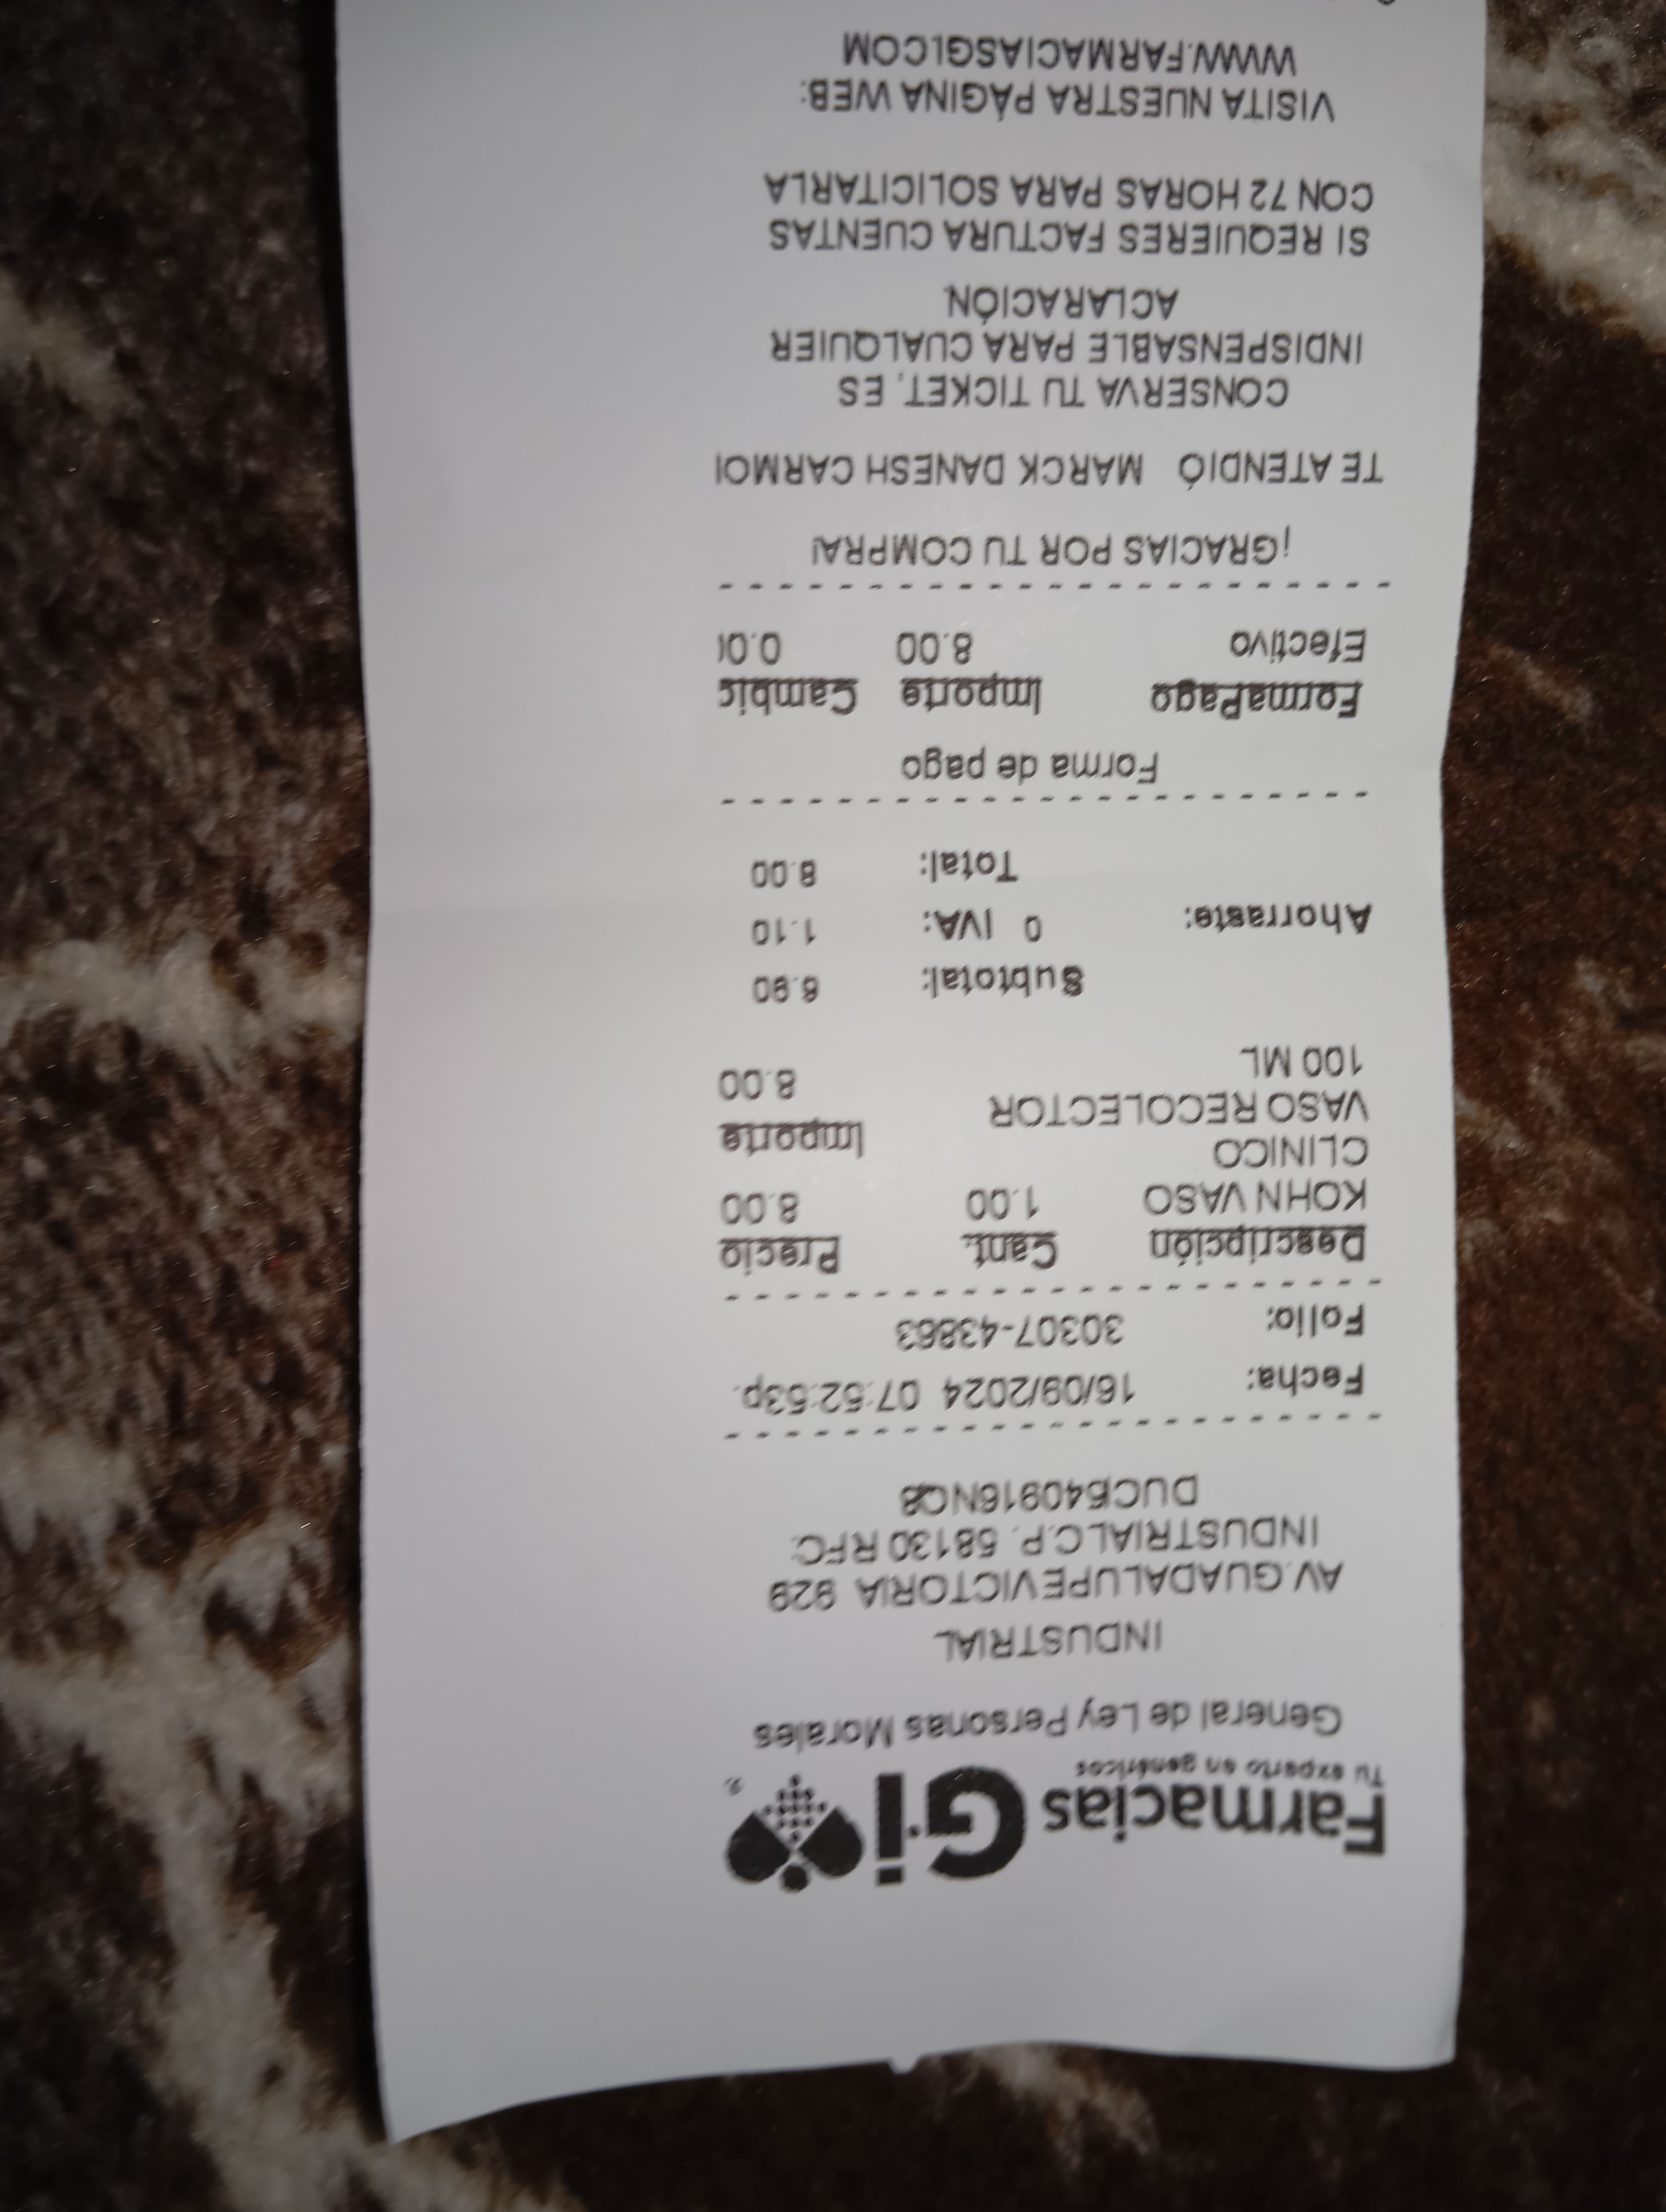 Farmacias Gi
Tu experto en genéricos
General de Ley Personas Morales
INDUSTRIAL
AV.GUADALUPEVICTORIA 929
INDUSTRIALC.P. 58130 RFC:
Fecha: 16/09/2024 07:52:53p.
Folio: 30307-43863
Descripción Cant. Precio
KOHN VASO 1.00 8.00
CLINICO
Importe
VASO RECOLECTOR
8.00
100 ML
Subtotal: 6.90
Ahorraste: 0 IVA: 1.10
Total: 8.00
Forma de pago
FormaPago Importe Cambio
Efectivo 8.00 0.0
¡GRACIAS POR TU COMPRA!
TE ATENDIÓ MARCK DANESH CARMO
CONSERVA TU TICKET, ES
INDISPENSABLE PARA CUALQUIER
ACLARACIÓN.
SI REQUIERES FACTURA CUENTAS
CON 72 HORAS PARA SOLICITARLA
VISITA NUESTRA PÁGINA WEB:
WWW.FARMACIASGI.COM